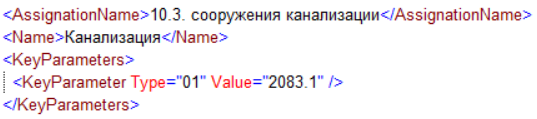 <AssignationName>10.3. сооружения канализации</AssignationName>
<Name>Канализация</Name>
<KeyParameters>
<KeyParameter Type="01" Value="2083.1" />
</KeyParameters>